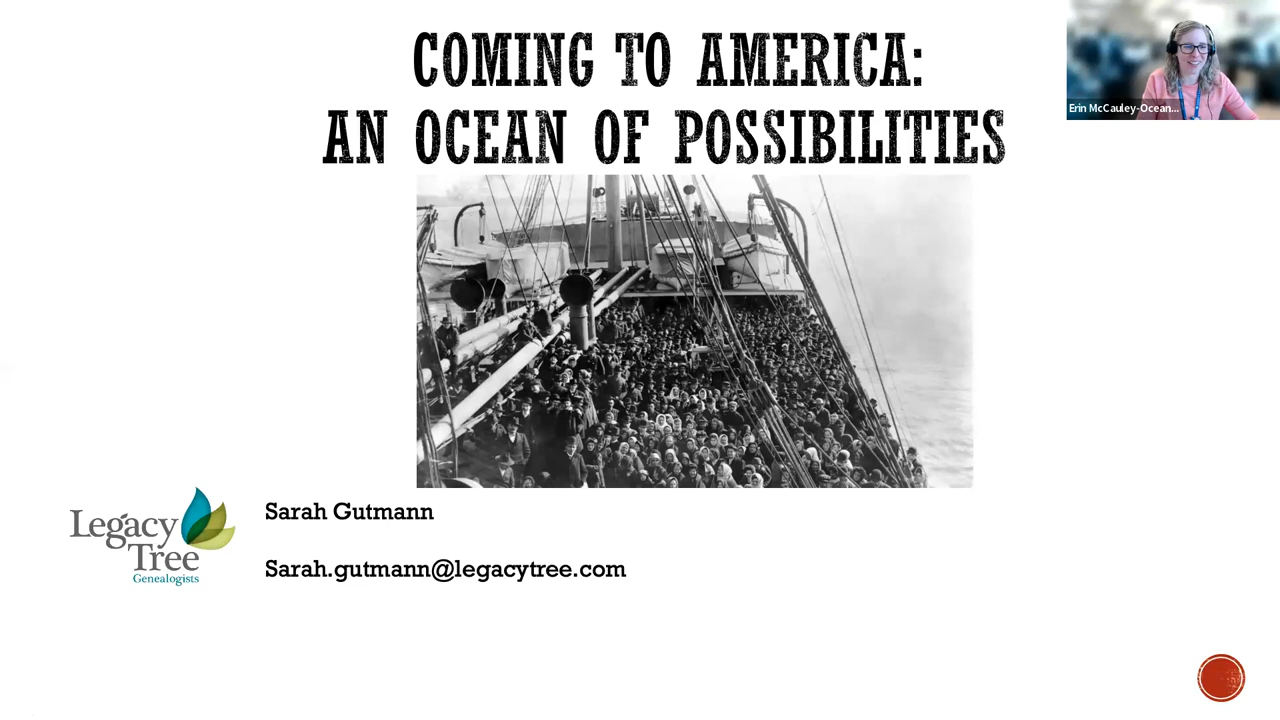 COMING TO AMERICA:
AN OCEAN OF POSSIBILITIES
Erin McCauley-Ocean...
Legacy
Tree
Genealogists
Sarah Gutmann
Sarah.gutmann@legacytree.com